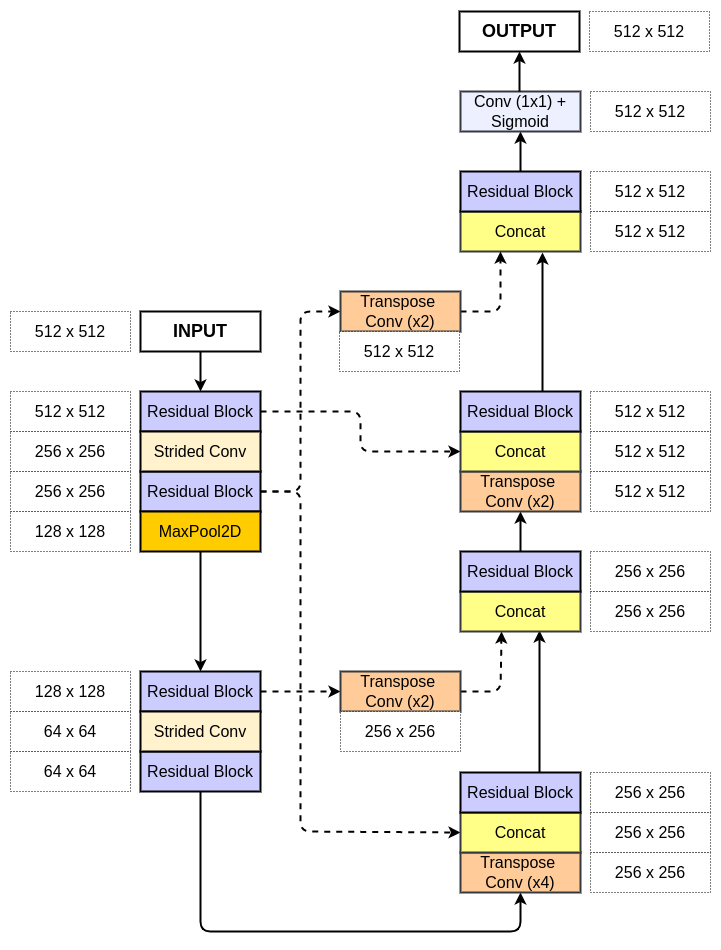 OUTPUT
512 x 512
Conv (1x1) +
Sigmoid
512 x 512
Residual Block
512 x 512
Concat
512 x 512
Transpose
Conv (x2)
512 x 512
512 x 512
INPUT
512 x 512
Residual Block
256 x 256
Strided Conv
256 x 256
Residual Block
128 x 128
MaxPool2D
Residual Block
512 x 512
Concat
512 x 512
Transpose
Conv (x2)
512 x 512
Residual Block
256 x 256
Concat
256 x 256
128 x 128
Residual Block
64 x 64
Strided Conv
64 x 64
Residual Block
Transpose
Conv (x2)
256 x 256
Residual Block
256 x 256
Concat
256 x 256
Transpose
Conv (x4)
256 x 256